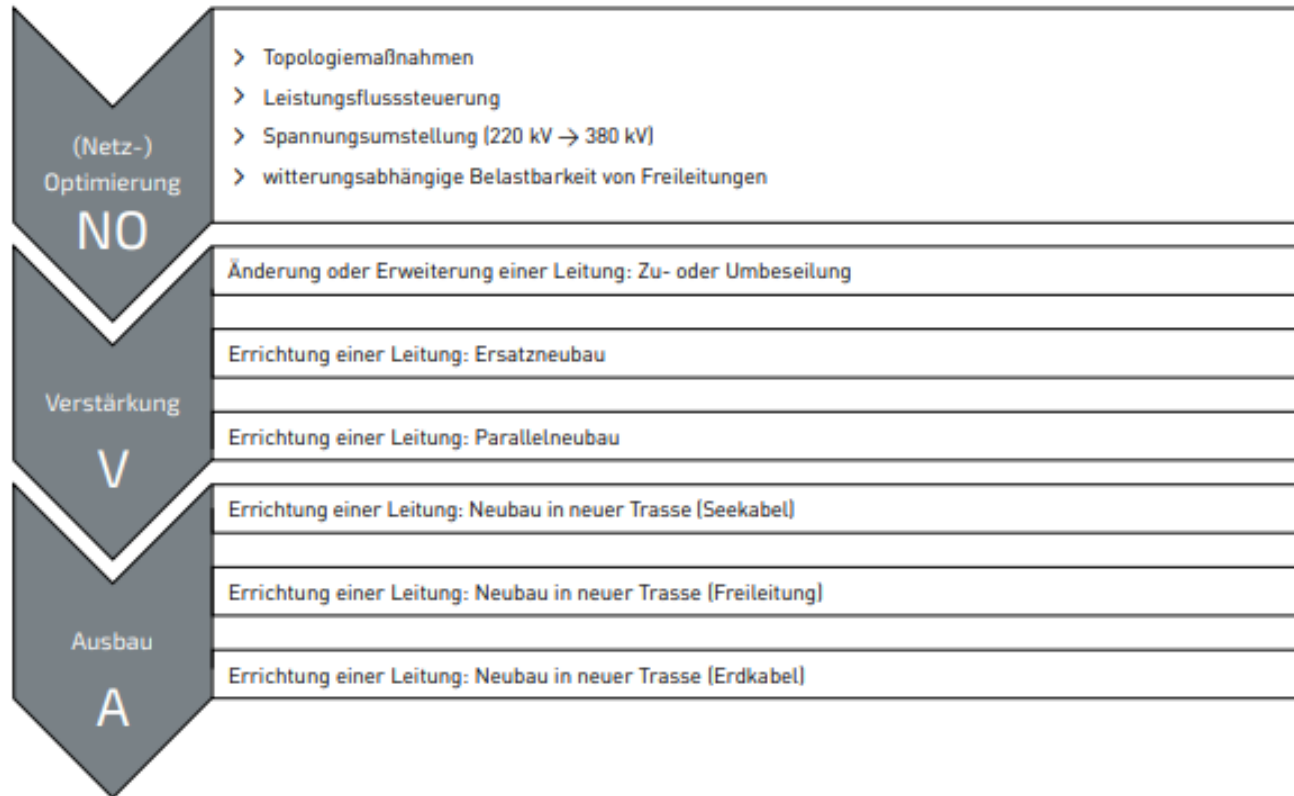 > Topologiemaßnahmen
> Leistungsflusssteuerung
> Spannungsumstellung (220 kV → 380 kV)
> witterungsabhängige Belastbarkeit von Freileitungen
(Netz-)
Optimierung
NO
Änderung oder Erweiterung einer Leitung: Zu- oder Umbeseilung
Errichtung einer Leitung: Ersatzneubau
Verstärkung
Errichtung einer Leitung: Parallelneubau
V
Errichtung einer Leitung: Neubau in neuer Trasse (Seekabel)
Errichtung einer Leitung: Neubau in neuer Trasse (Freileitung)
Ausbau
Errichtung einer Leitung: Neubau in neuer Trasse (Erdkabel)
A